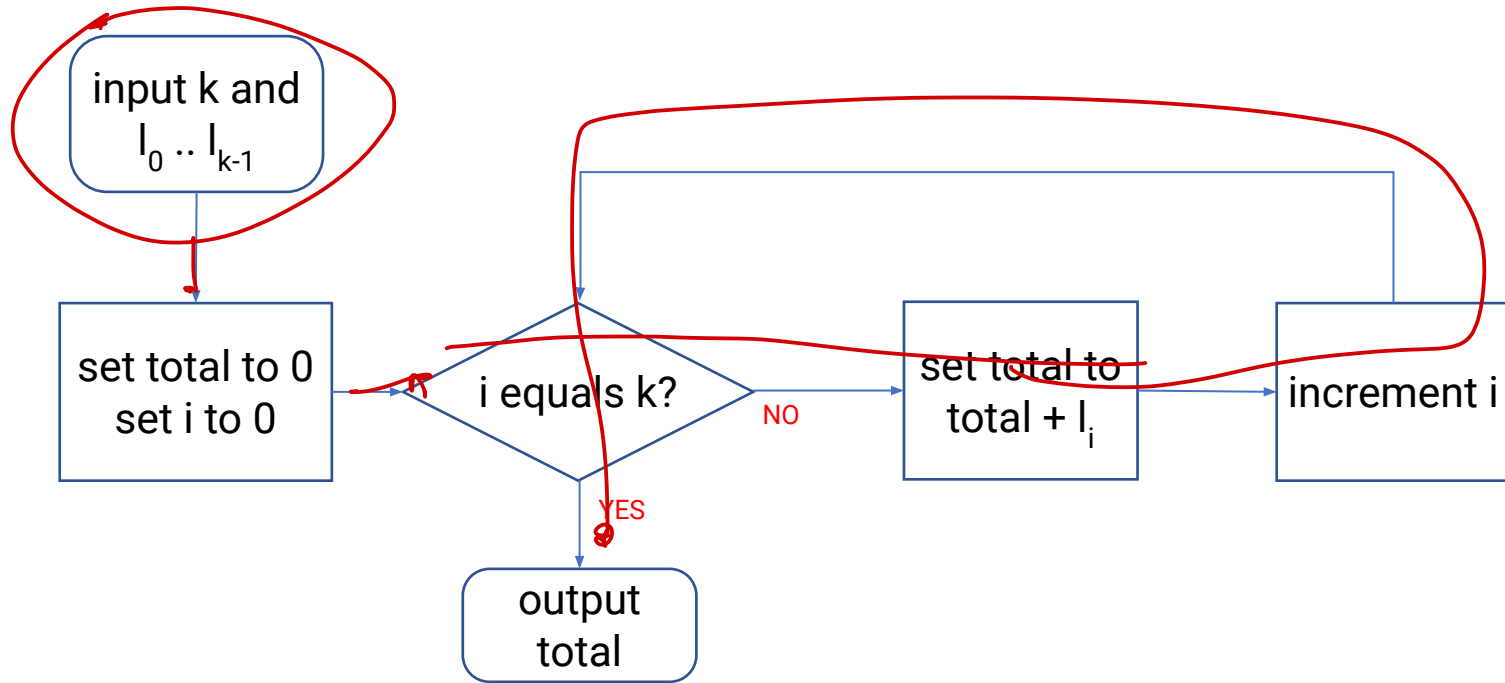 input k and
l₀ .. lₖ₋₁
set total to 0
set i to 0
i equals k?
NO
set total to
total + lᵢ
increment i
YES
output
total